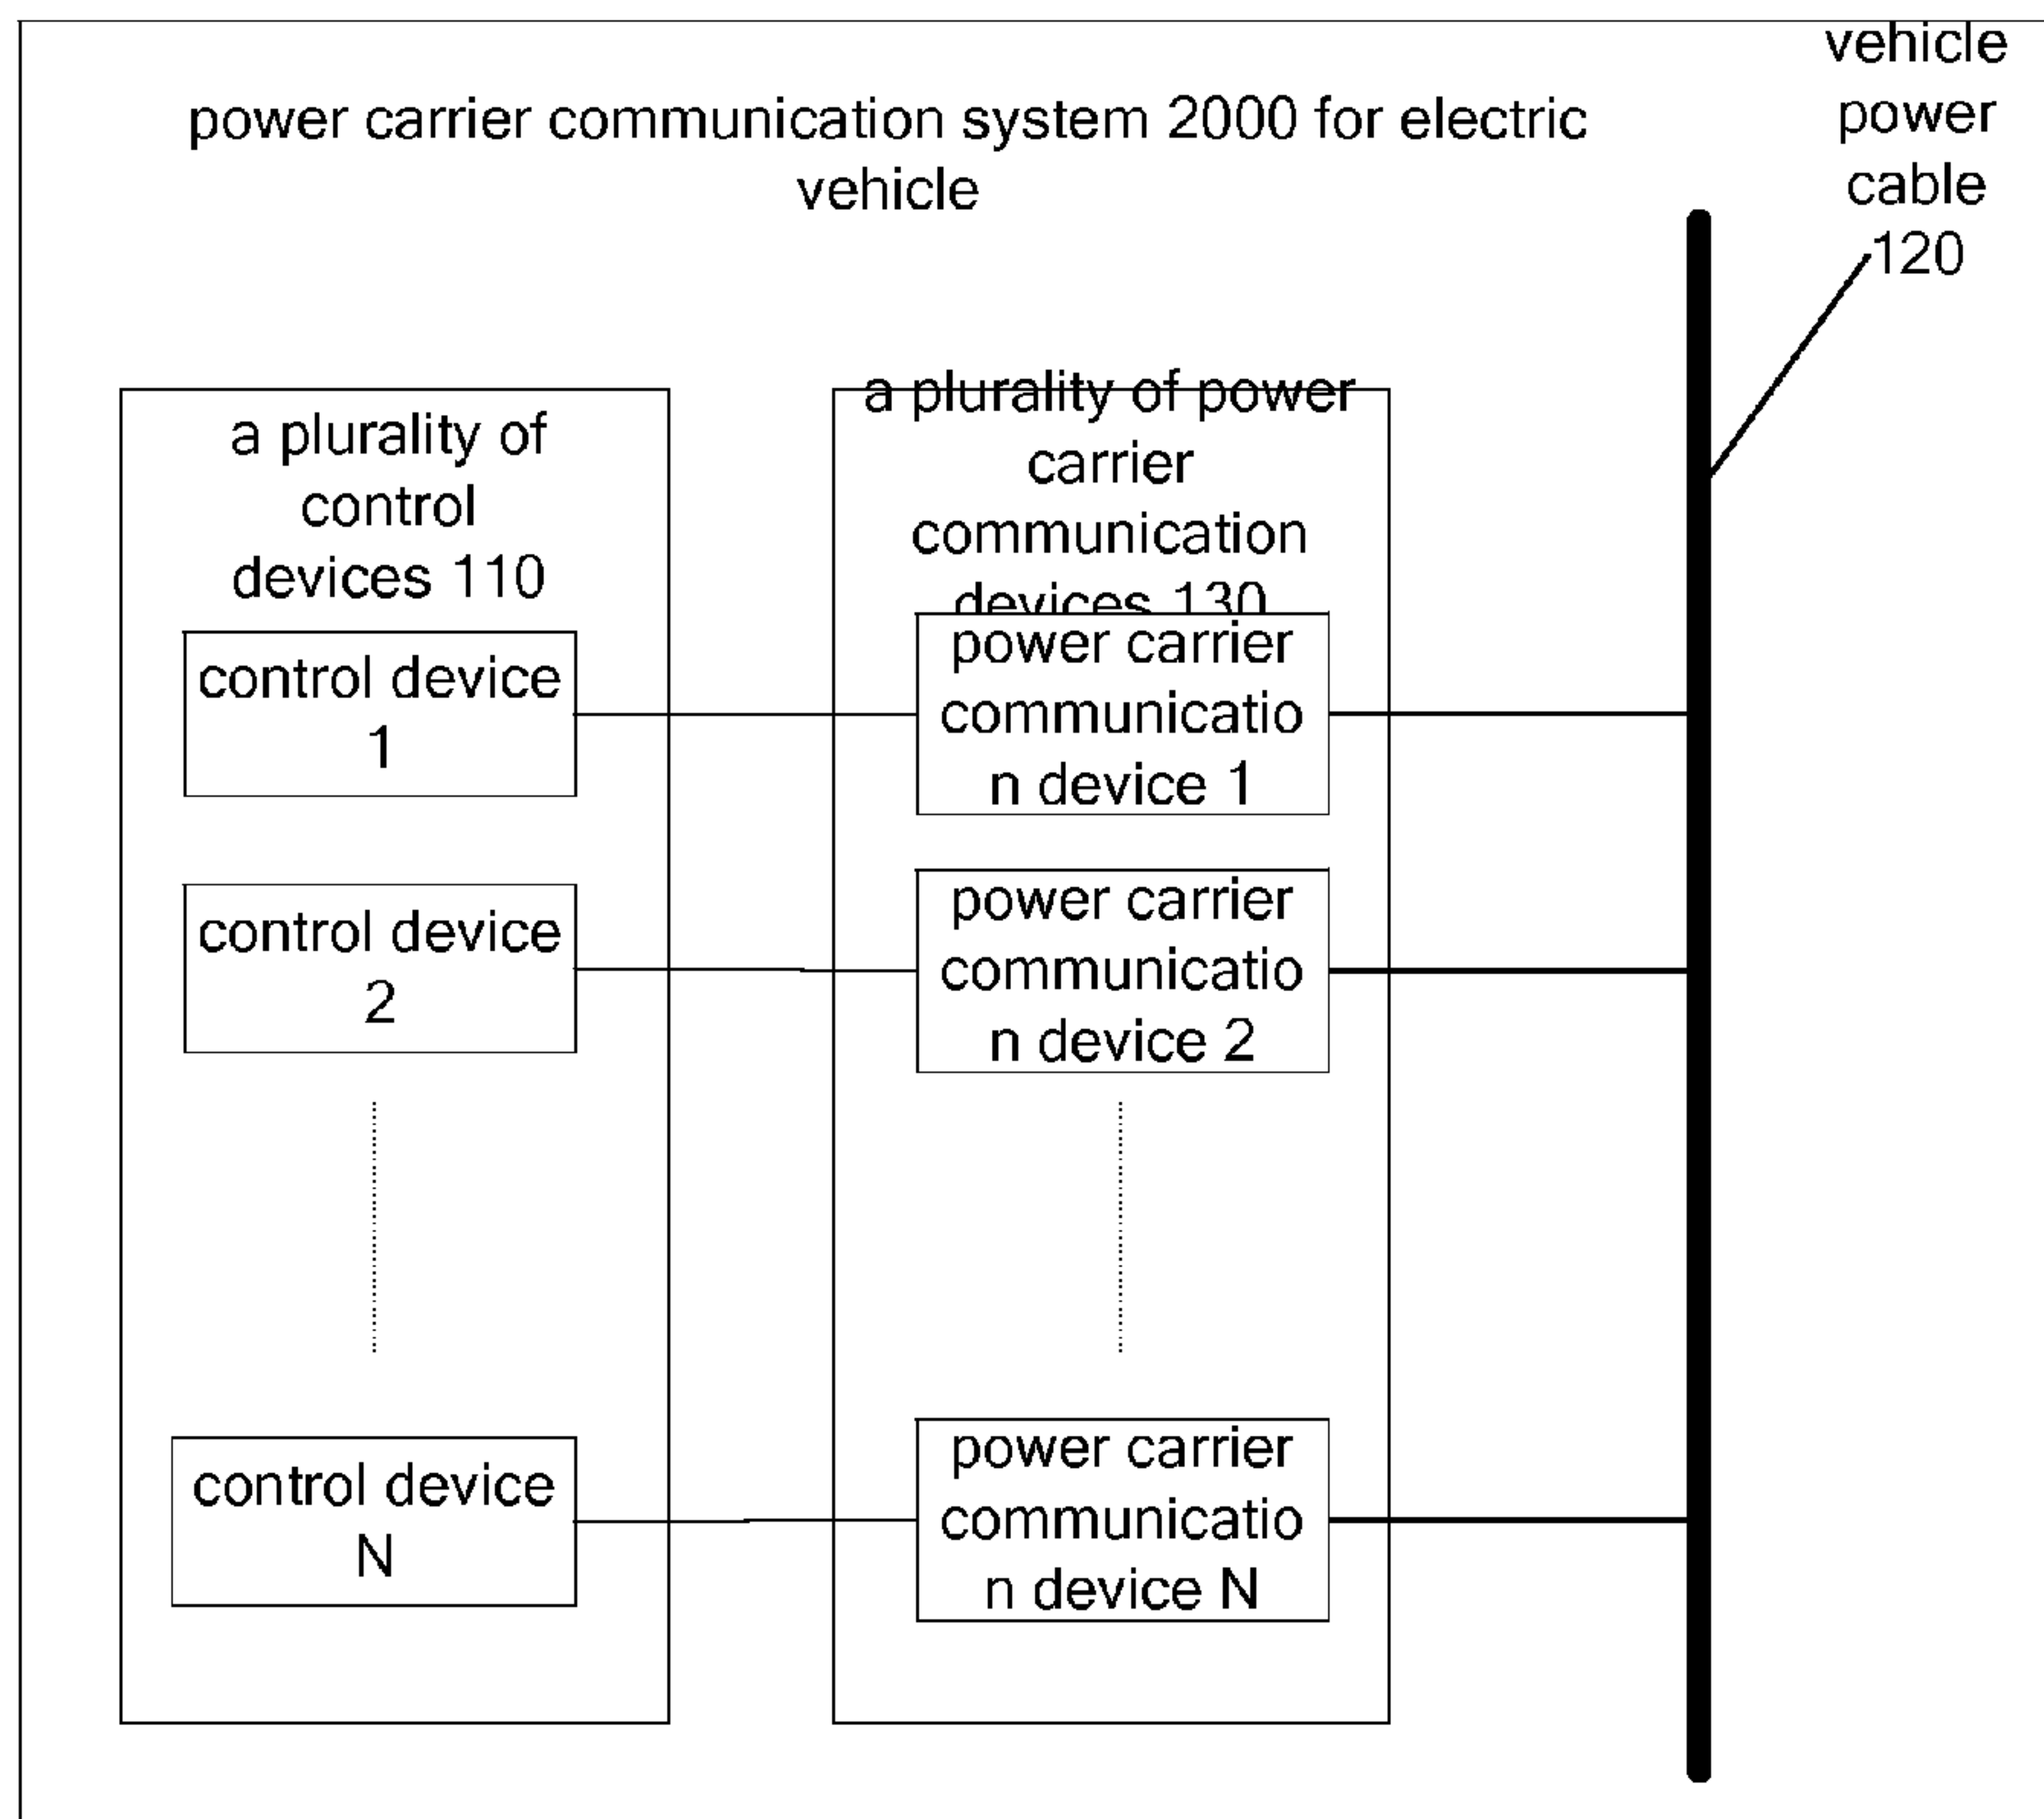 power carrier communication system 2000 for electric
vehicle
vehicle
power
cable
120
a plurality of
control
devices 110
a plurality of power
carrier
communication
devices 130
control device
1
power carrier
communicatio
n device 1
control device
2
power carrier
communicatio
n device 2
control device
N
power carrier
communicatio
n device N